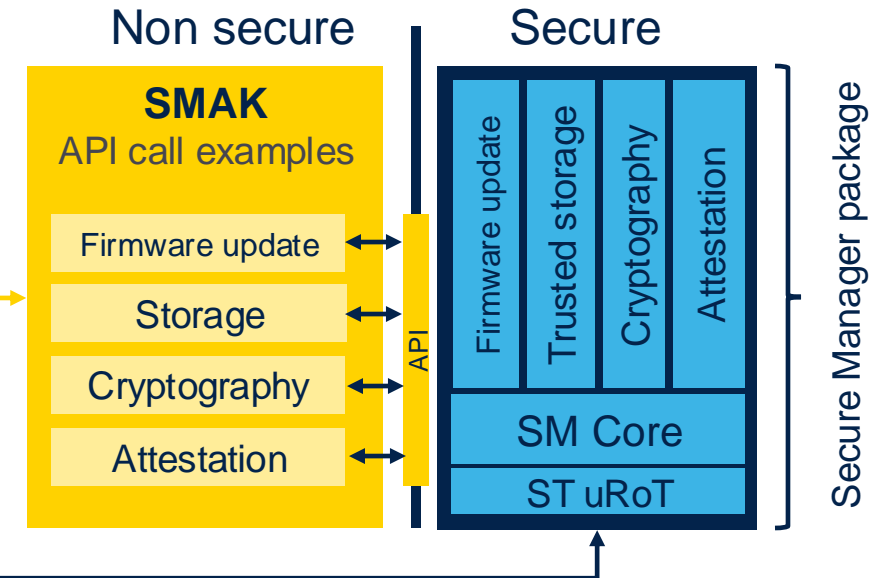 Non secure
Secure
SMAK
API call examples
Firmware update
Storage
Cryptography
Attestation
API
Firmware update
Trusted storage
Cryptography
Attestation
SM Core
ST uRoT
Secure Manager package